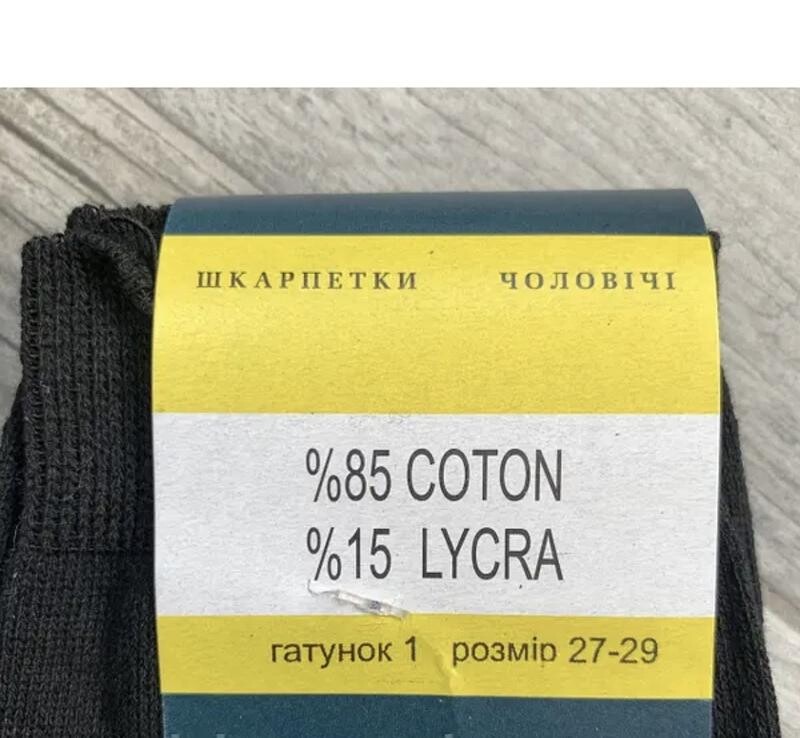 ШКАРПЕТКИ ЧОЛОВІЧІ
%85 COTON
%15 LYCRA
гатунок 1 розмір 27-29